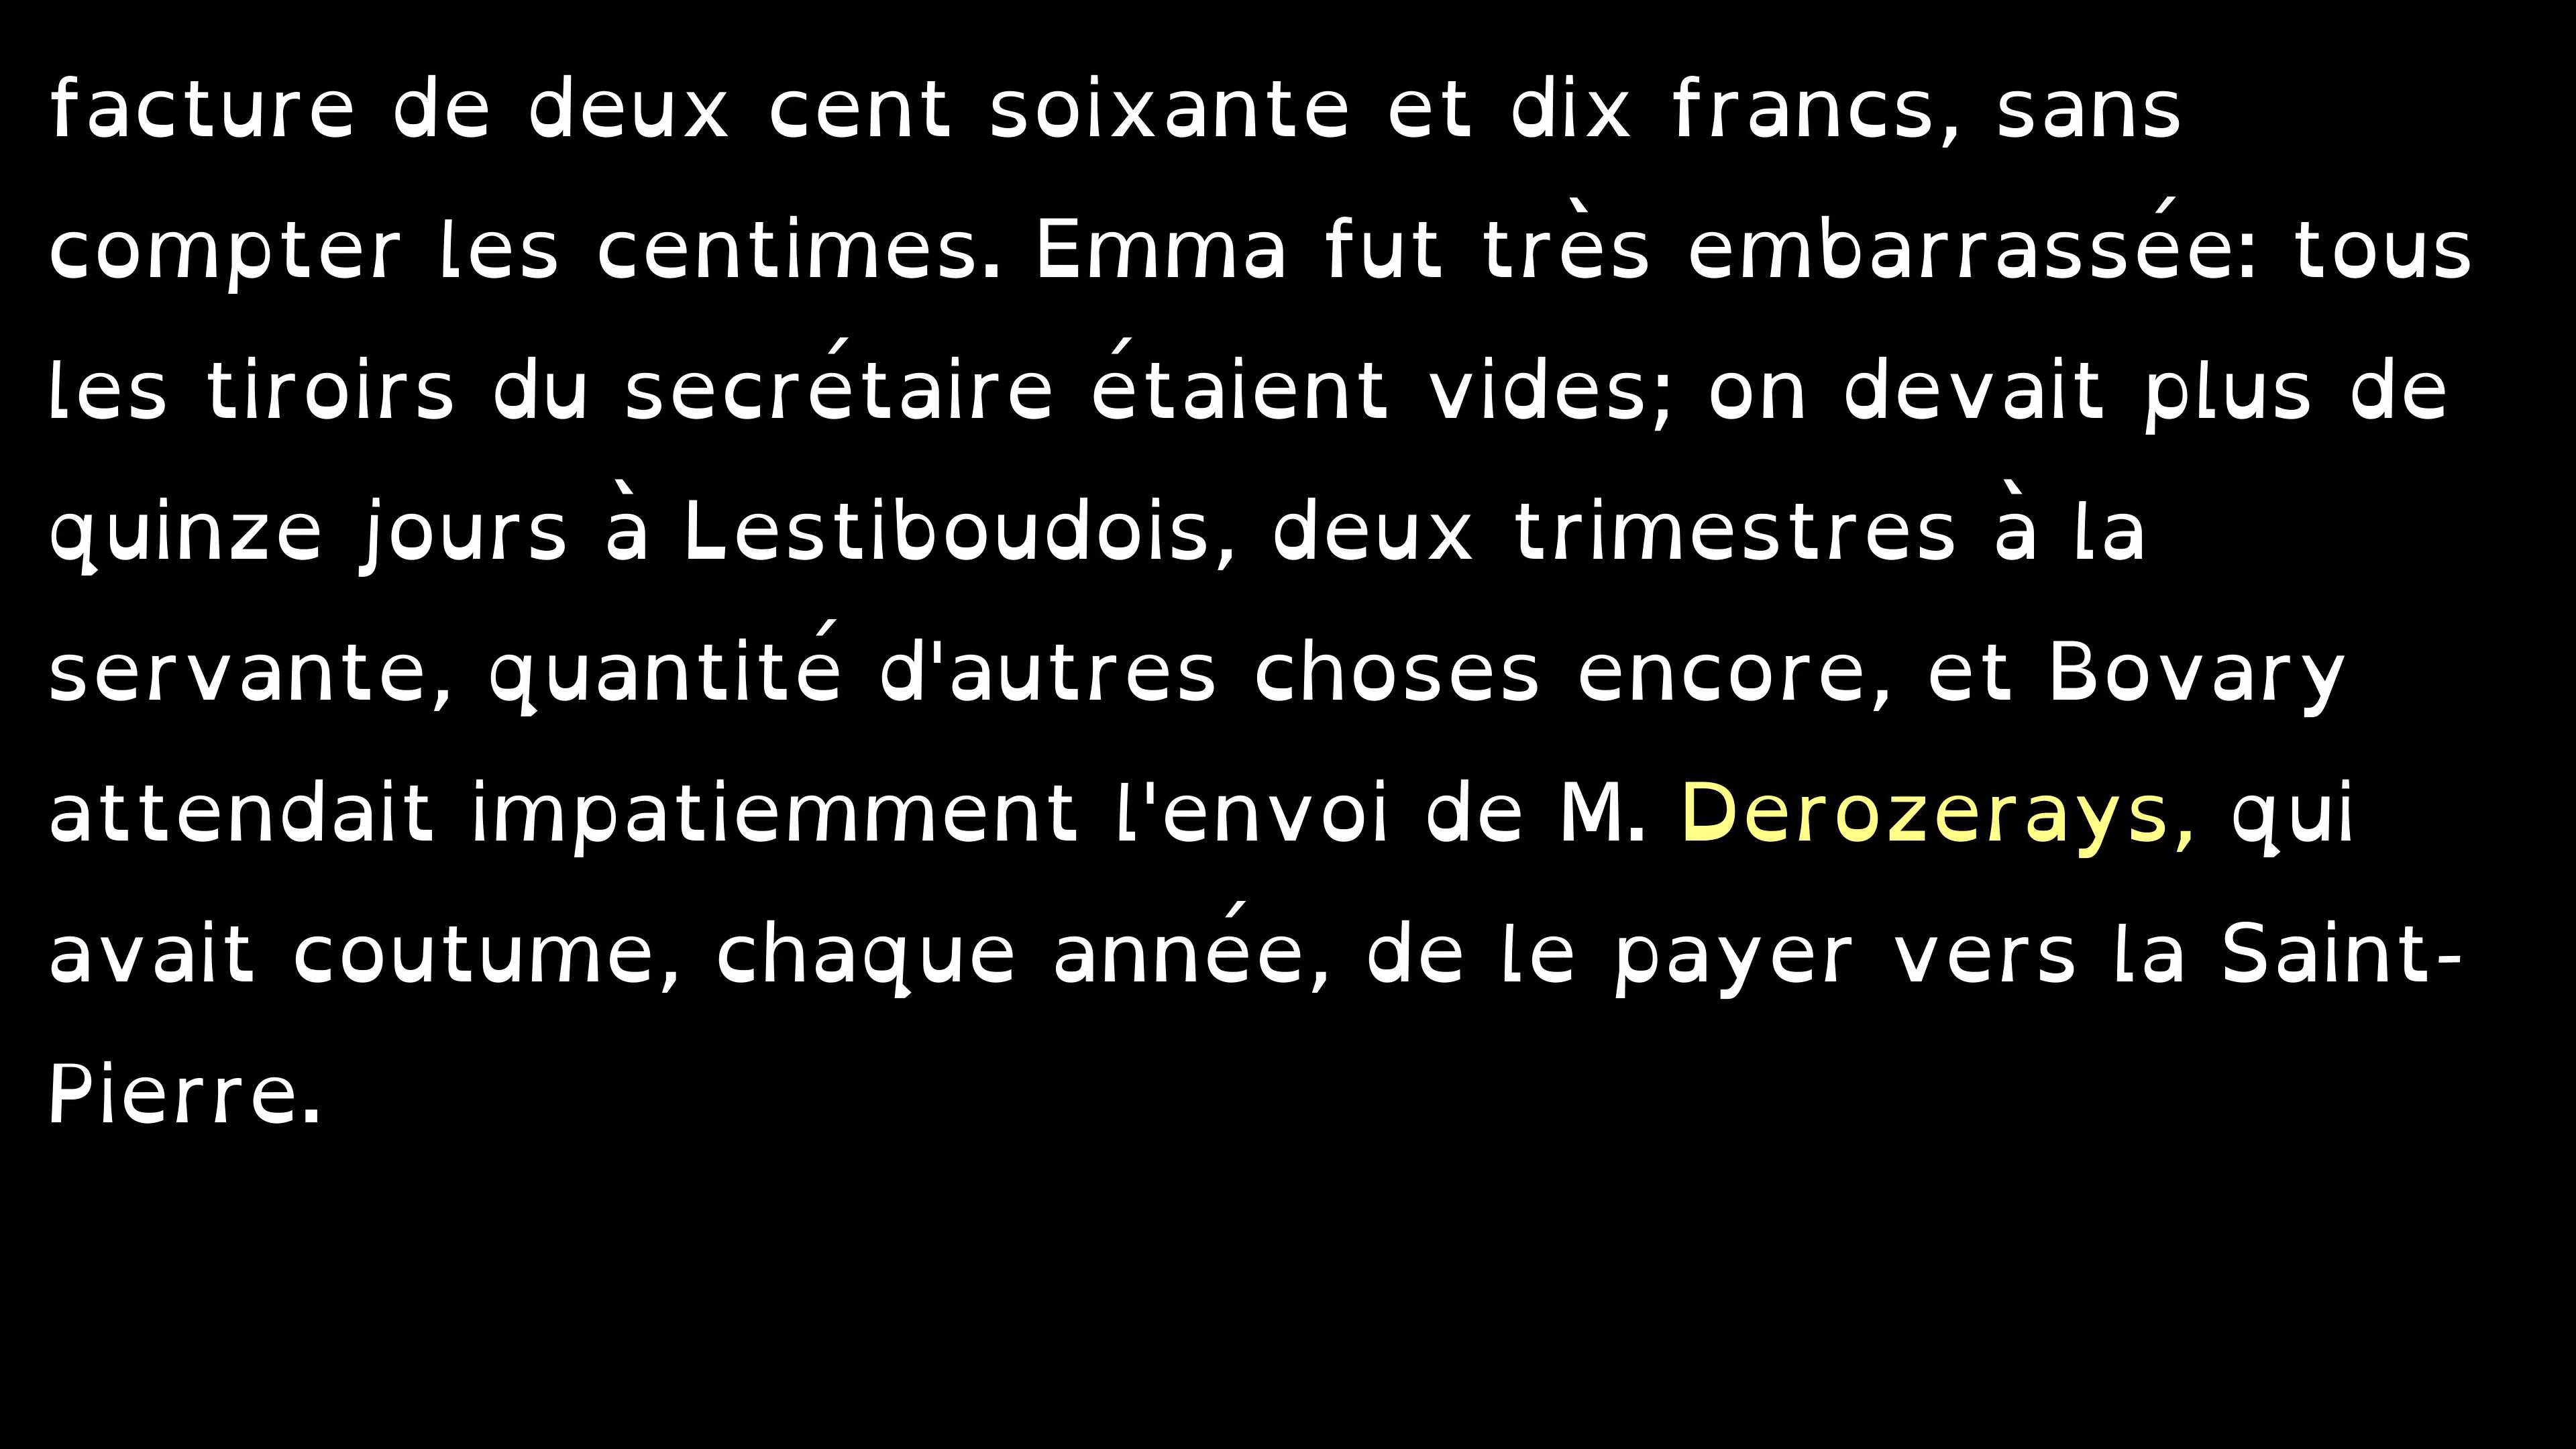 facture de deux cent soixante et dix francs, sans
compter les centimes. Emma fut très embarrassée: tous
les tiroirs du secrétaire étaient vides; on devait plus de
quinze jours à Lestiboudois, deux trimestres à la
servante, quantité d'autres choses encore, et Bovary
attendait impatiemment l'envoi de M. Derozerays, qui
avait coutume, chaque année, de le payer vers la Saint-
Pierre.